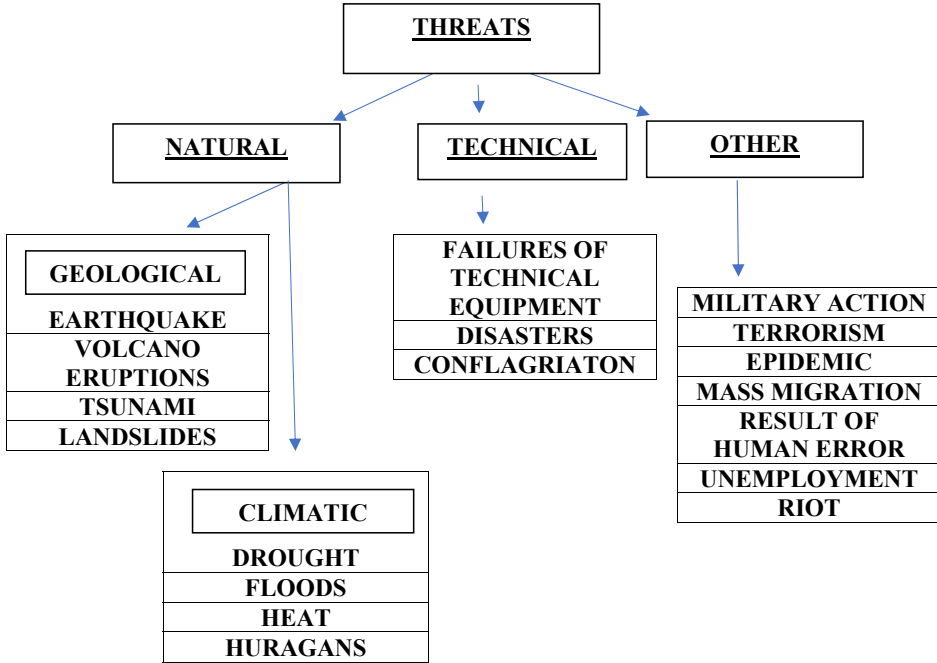 THREATS
NATURAL
TECHNICAL
OTHER
GEOLOGICAL
EARTHQUAKE
VOLCANO
ERUPTIONS
TSUNAMI
LANDSLIDES
CLIMATIC
DROUGHT
FLOODS
HEAT
HURAGANS
FAILURES OF
TECHNICAL
EQUIPMENT
DISASTERS
CONFLAGRIATON
MILITARY ACTION
TERRORISM
EPIDEMIC
MASS MIGRATION
RESULT OF
HUMAN ERROR
UNEMPLOYMENT
RIOT